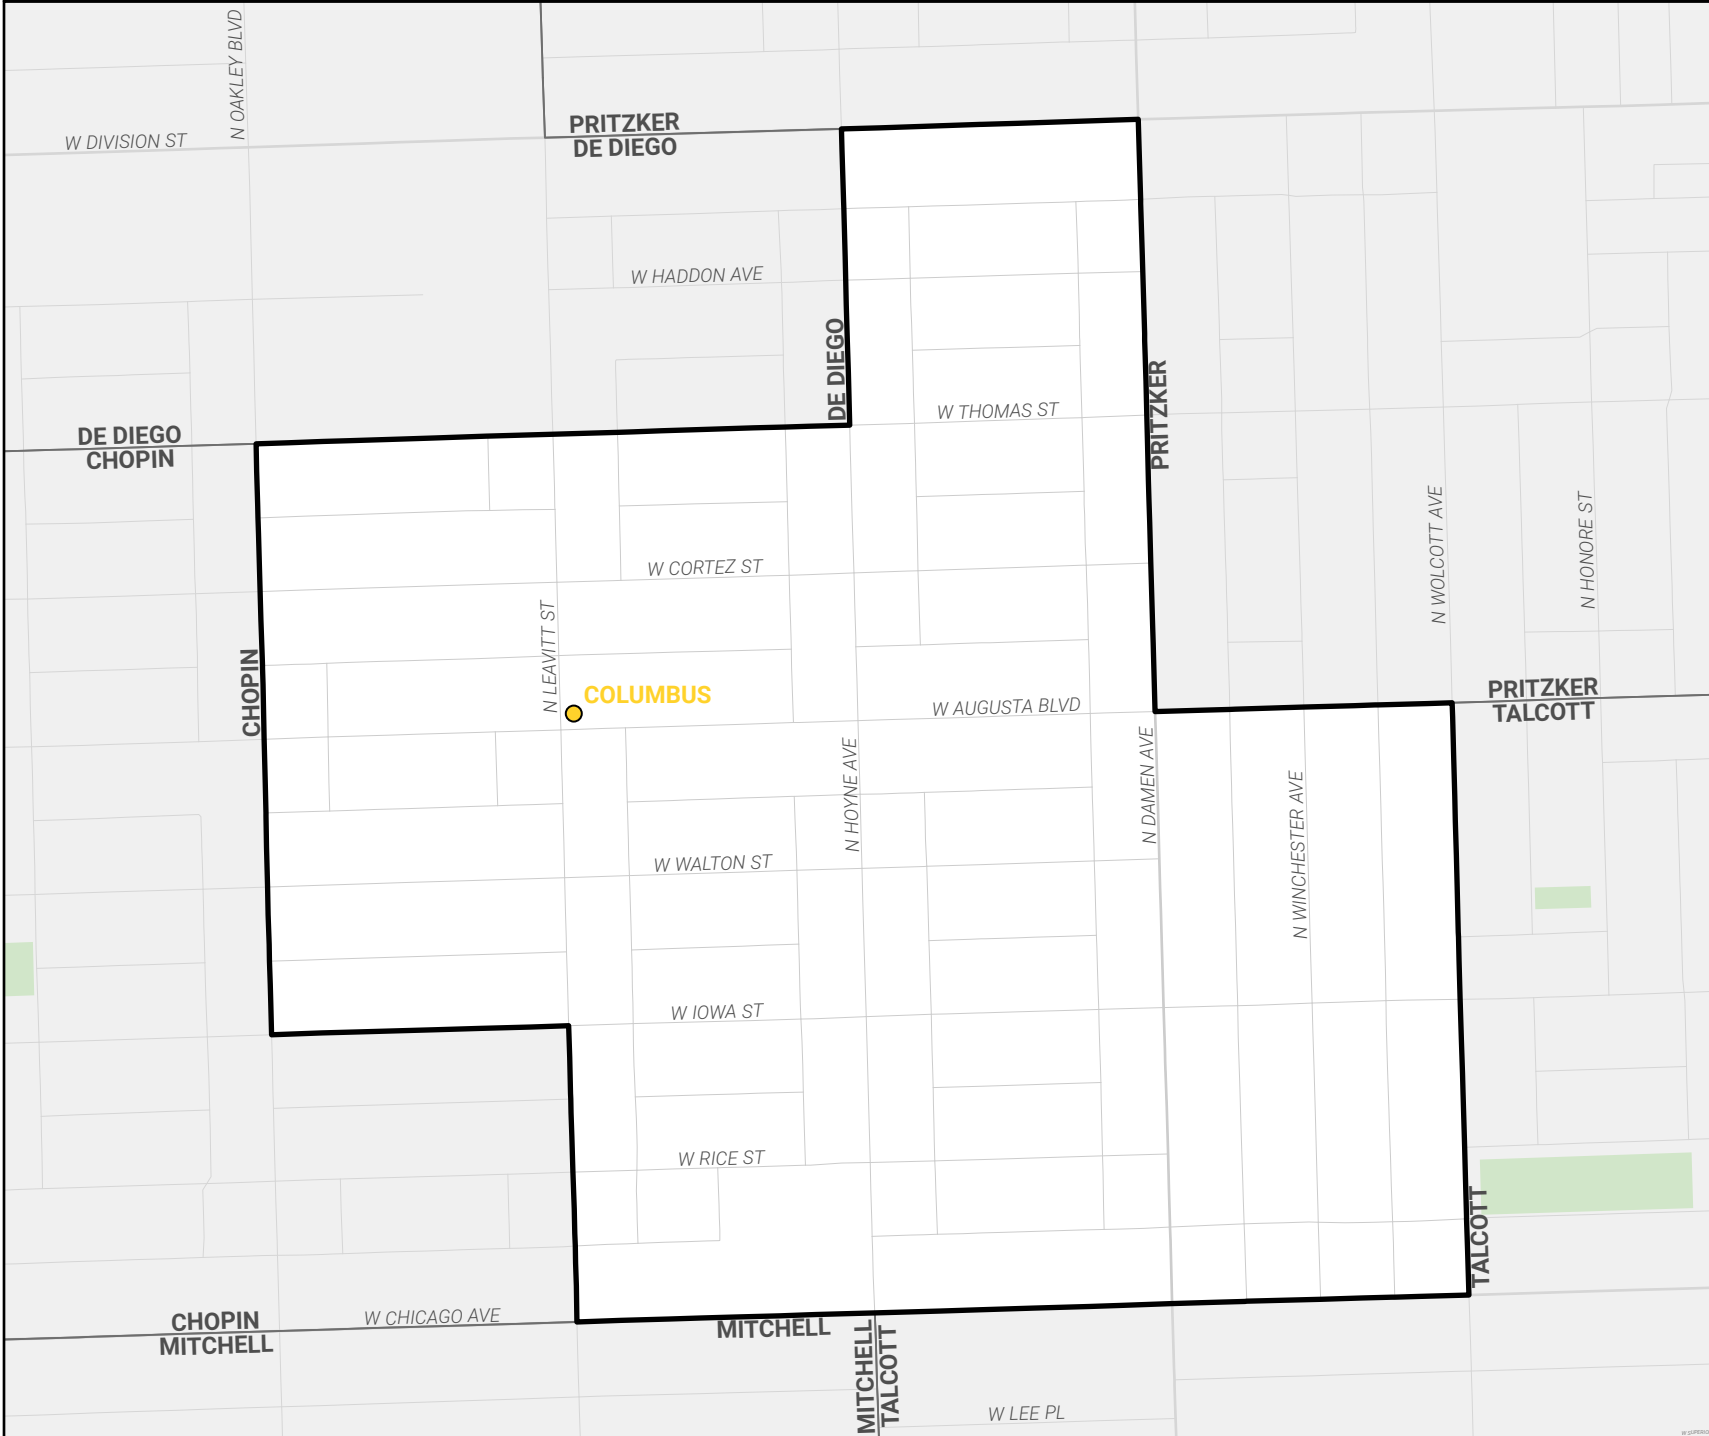 N OAKLEY BLVD
W DIVISION ST
PRITZKER
DE DIEGO
W HADDON AVE
DE DIEGO
PRITZKER
W THOMAS ST
DE DIEGO
CHOPIN
N WOLCOTT AVE
N HONORE ST
W CORTEZ ST
N LEAVITT ST
CHOPIN
COLUMBUS
W AUGUSTA BLVD
PRITZKER
TALCOTT
N HOYNE AVE
N DAMEN AVE
N WINCHESTER AVE
W WALTON ST
W IOWA ST
W RICE ST
TALCOTT
CHOPIN
MITCHELL
W CHICAGO AVE
MITCHELL
MITCHELL
TALCOTT
W LEE PL